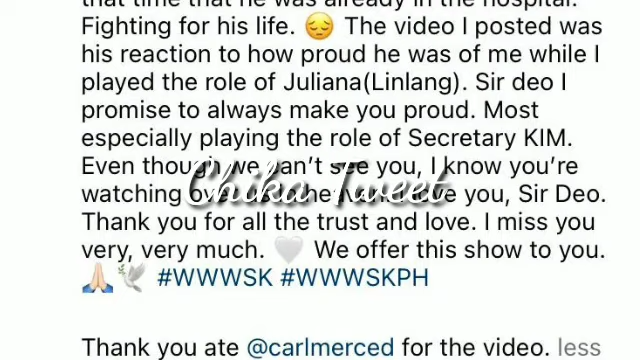 that time that he was already in the hospital.
Fighting for his life. 😔 The video I posted was
his reaction to how proud he was of me while I
played the role of Juliana(Linlang). Sir deo I
promise to always make you proud. Most
especially playing the role of Secretary KIM.
Even though we can't see you, I know you're
watching over you, Sir Deo.
Chika Tweet
Thank you for all the trust and love. I miss you
very, very much. 🤍 We offer this show to you.
🙏🏻🕊️ #WWWSK #WWWSKPH
Thank you ate @carlmerced for the video. less